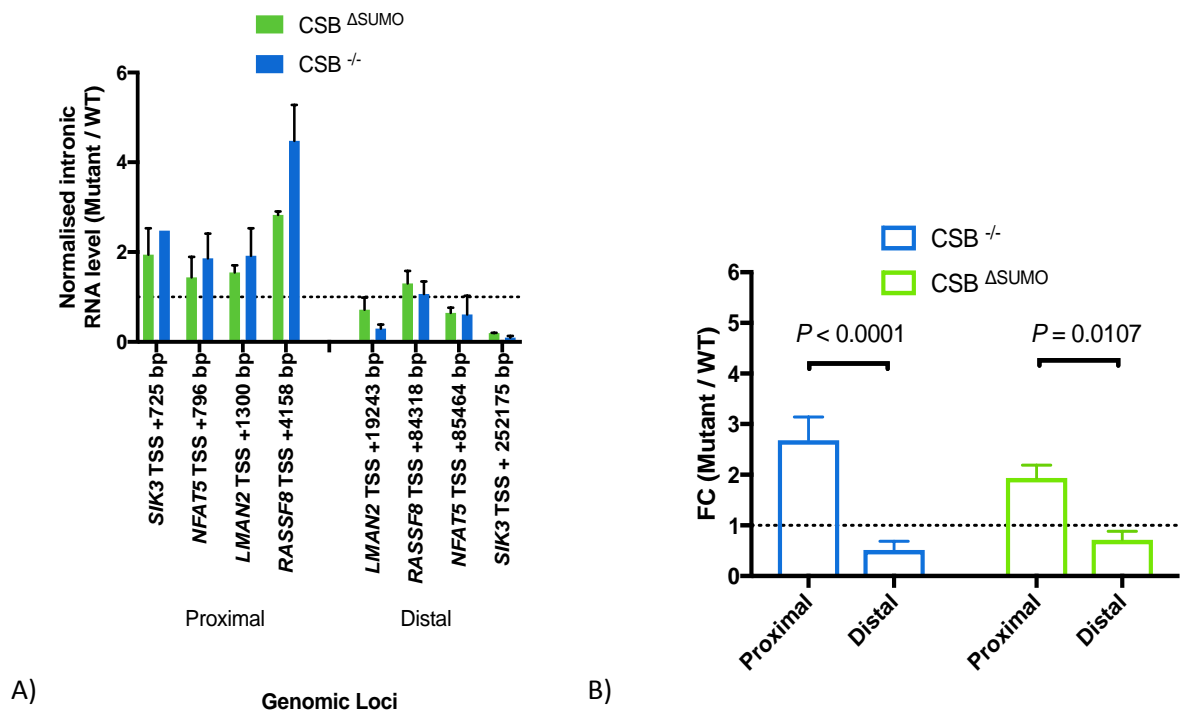 CSB ΔSUMO
CSB -/-
Normalised intronic
RNA level (Mutant / WT)
6
4
2
0
SIK3 TSS +725 bp
NFAT5 TSS +796 bp
LMAN2 TSS +1300 bp
RASSF8 TSS +4158 bp
LMAN2 TSS +19243 bp
RASSF8 TSS +84318 bp
NFAT5 TSS +85464 bp
SIK3 TSS + 252175 bp
Proximal
Distal
Genomic Loci
A)
CSB -/-
CSB ΔSUMO
FC (Mutant / WT)
6
5
4
3
2
1
0
P < 0.0001
P = 0.0107
Proximal
Distal
Proximal
Distal
B)